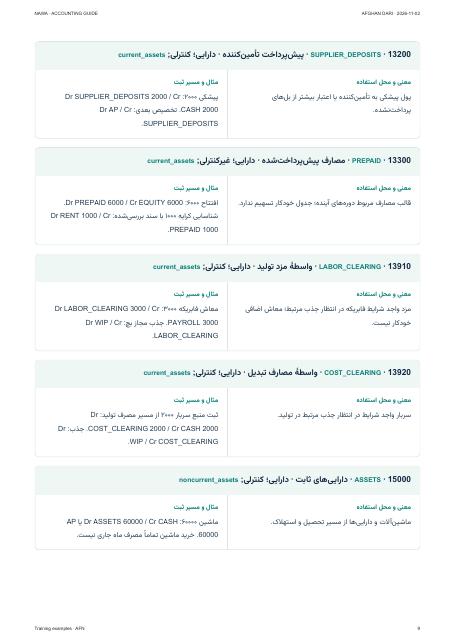 NAWA · ACCOUNTING GUIDE
AFGHAN DARI · 2026-11-02
13200 · SUPPLIER_DEPOSITS · پیش‌پرداخت تأمین‌کننده · دارایی؛ کنترلی; current_assets
معنی و محل استفاده
پول پیشکی به تأمین‌کننده یا اعتبار بیشتر از بل‌های
پرداخت‌نشده.
مثال و مسیر ثبت
پیشکی ۲۰۰۰: Dr SUPPLIER_DEPOSITS 2000 / Cr
CASH 2000. تخصیص بعدی: Dr AP / Cr
SUPPLIER_DEPOSITS.
13300 · PREPAID · مصارف پیش‌پرداخت‌شده · دارایی؛ غیرکنترلی; current_assets
معنی و محل استفاده
قالب مصارف مربوط دوره‌های آینده؛ جدول خودکار تسهیم ندارد.
مثال و مسیر ثبت
افتتاح ۶۰۰۰: Dr PREPAID 6000 / Cr EQUITY 6000.
شناسایی کرایه ۱۰۰۰ با سند بررسی‌شده: Dr RENT 1000 / Cr
PREPAID 1000.
13910 · LABOR_CLEARING · واسطهٔ مزد تولید · دارایی؛ کنترلی; current_assets
معنی و محل استفاده
مزد واجد شرایط فابریکه در انتظار جذب مرتبط؛ معاش اضافی
خودکار نیست.
مثال و مسیر ثبت
معاش فابریکه ۳۰۰۰: Dr LABOR_CLEARING 3000 / Cr
PAYROLL 3000. جذب مجاز بچ: Dr WIP / Cr
LABOR_CLEARING.
13920 · COST_CLEARING · واسطهٔ مصارف تبدیل · دارایی؛ کنترلی; current_assets
معنی و محل استفاده
سربار واجد شرایط در انتظار جذب مرتبط در تولید.
مثال و مسیر ثبت
ثبت منبع سربار ۲۰۰۰ از مسیر مصرف تولید: Dr
COST_CLEARING 2000 / Cr CASH 2000. جذب: Dr
WIP / Cr COST_CLEARING.
15000 · ASSETS · دارایی‌های ثابت · دارایی؛ کنترلی; noncurrent_assets
معنی و محل استفاده
ماشین‌آلات و دارایی‌ها از مسیر تحصیل و استهلاک.
مثال و مسیر ثبت
ماشین ۶۰۰۰۰: Dr ASSETS 60000 / Cr CASH یا AP
60000. خرید ماشین تماماً مصرف ماه جاری نیست.
Training examples · AFN
9